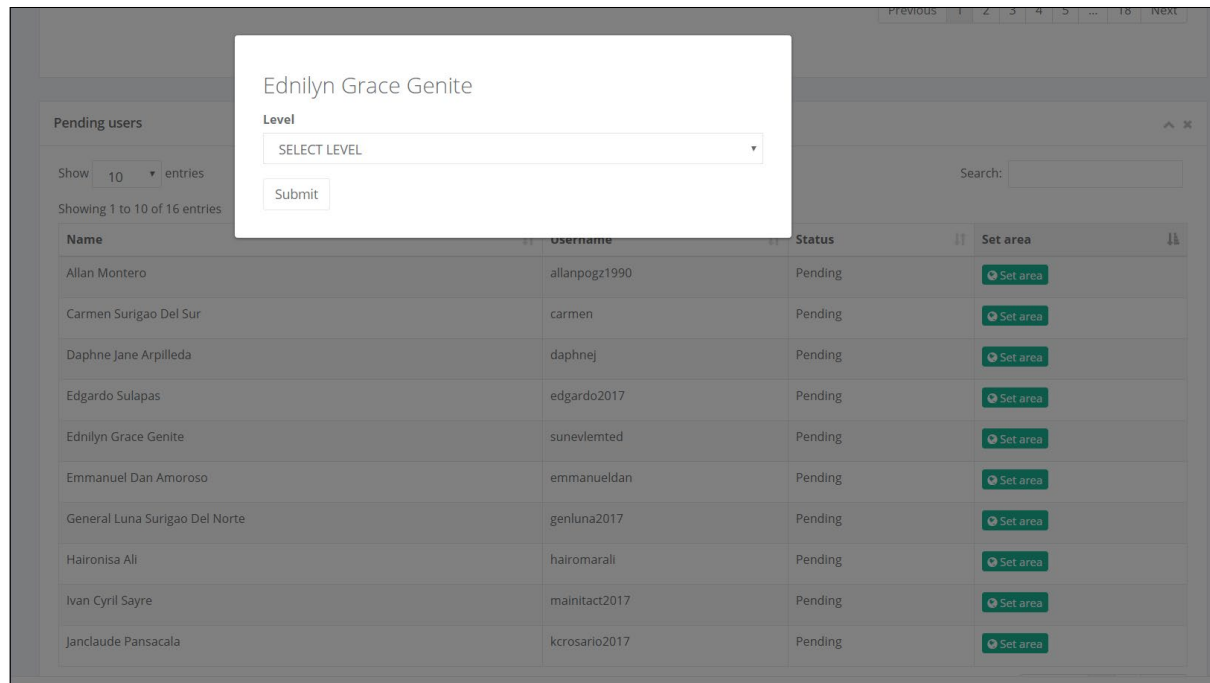 Previous 1 2 3 4 5 ... 18 Next
Ednilyn Grace Genite
Level
SELECT LEVEL
Submit
Pending users
Show 10 entries
Search:
Showing 1 to 10 of 16 entries
Name Username Status Set area
Allan Montero allanpogz1990 Pending Set area
Carmen Surigao Del Sur carmen Pending Set area
Daphne Jane Arpilleda daphnej Pending Set area
Edgardo Sulapas edgardo2017 Pending Set area
Ednilyn Grace Genite sunevlemted Pending Set area
Emmanuel Dan Amoroso emmanueldan Pending Set area
General Luna Surigao Del Norte genluna2017 Pending Set area
Haironisa Ali hairomarali Pending Set area
Ivan Cyril Sayre mainitact2017 Pending Set area
Janclaude Pansacala kcrosario2017 Pending Set area